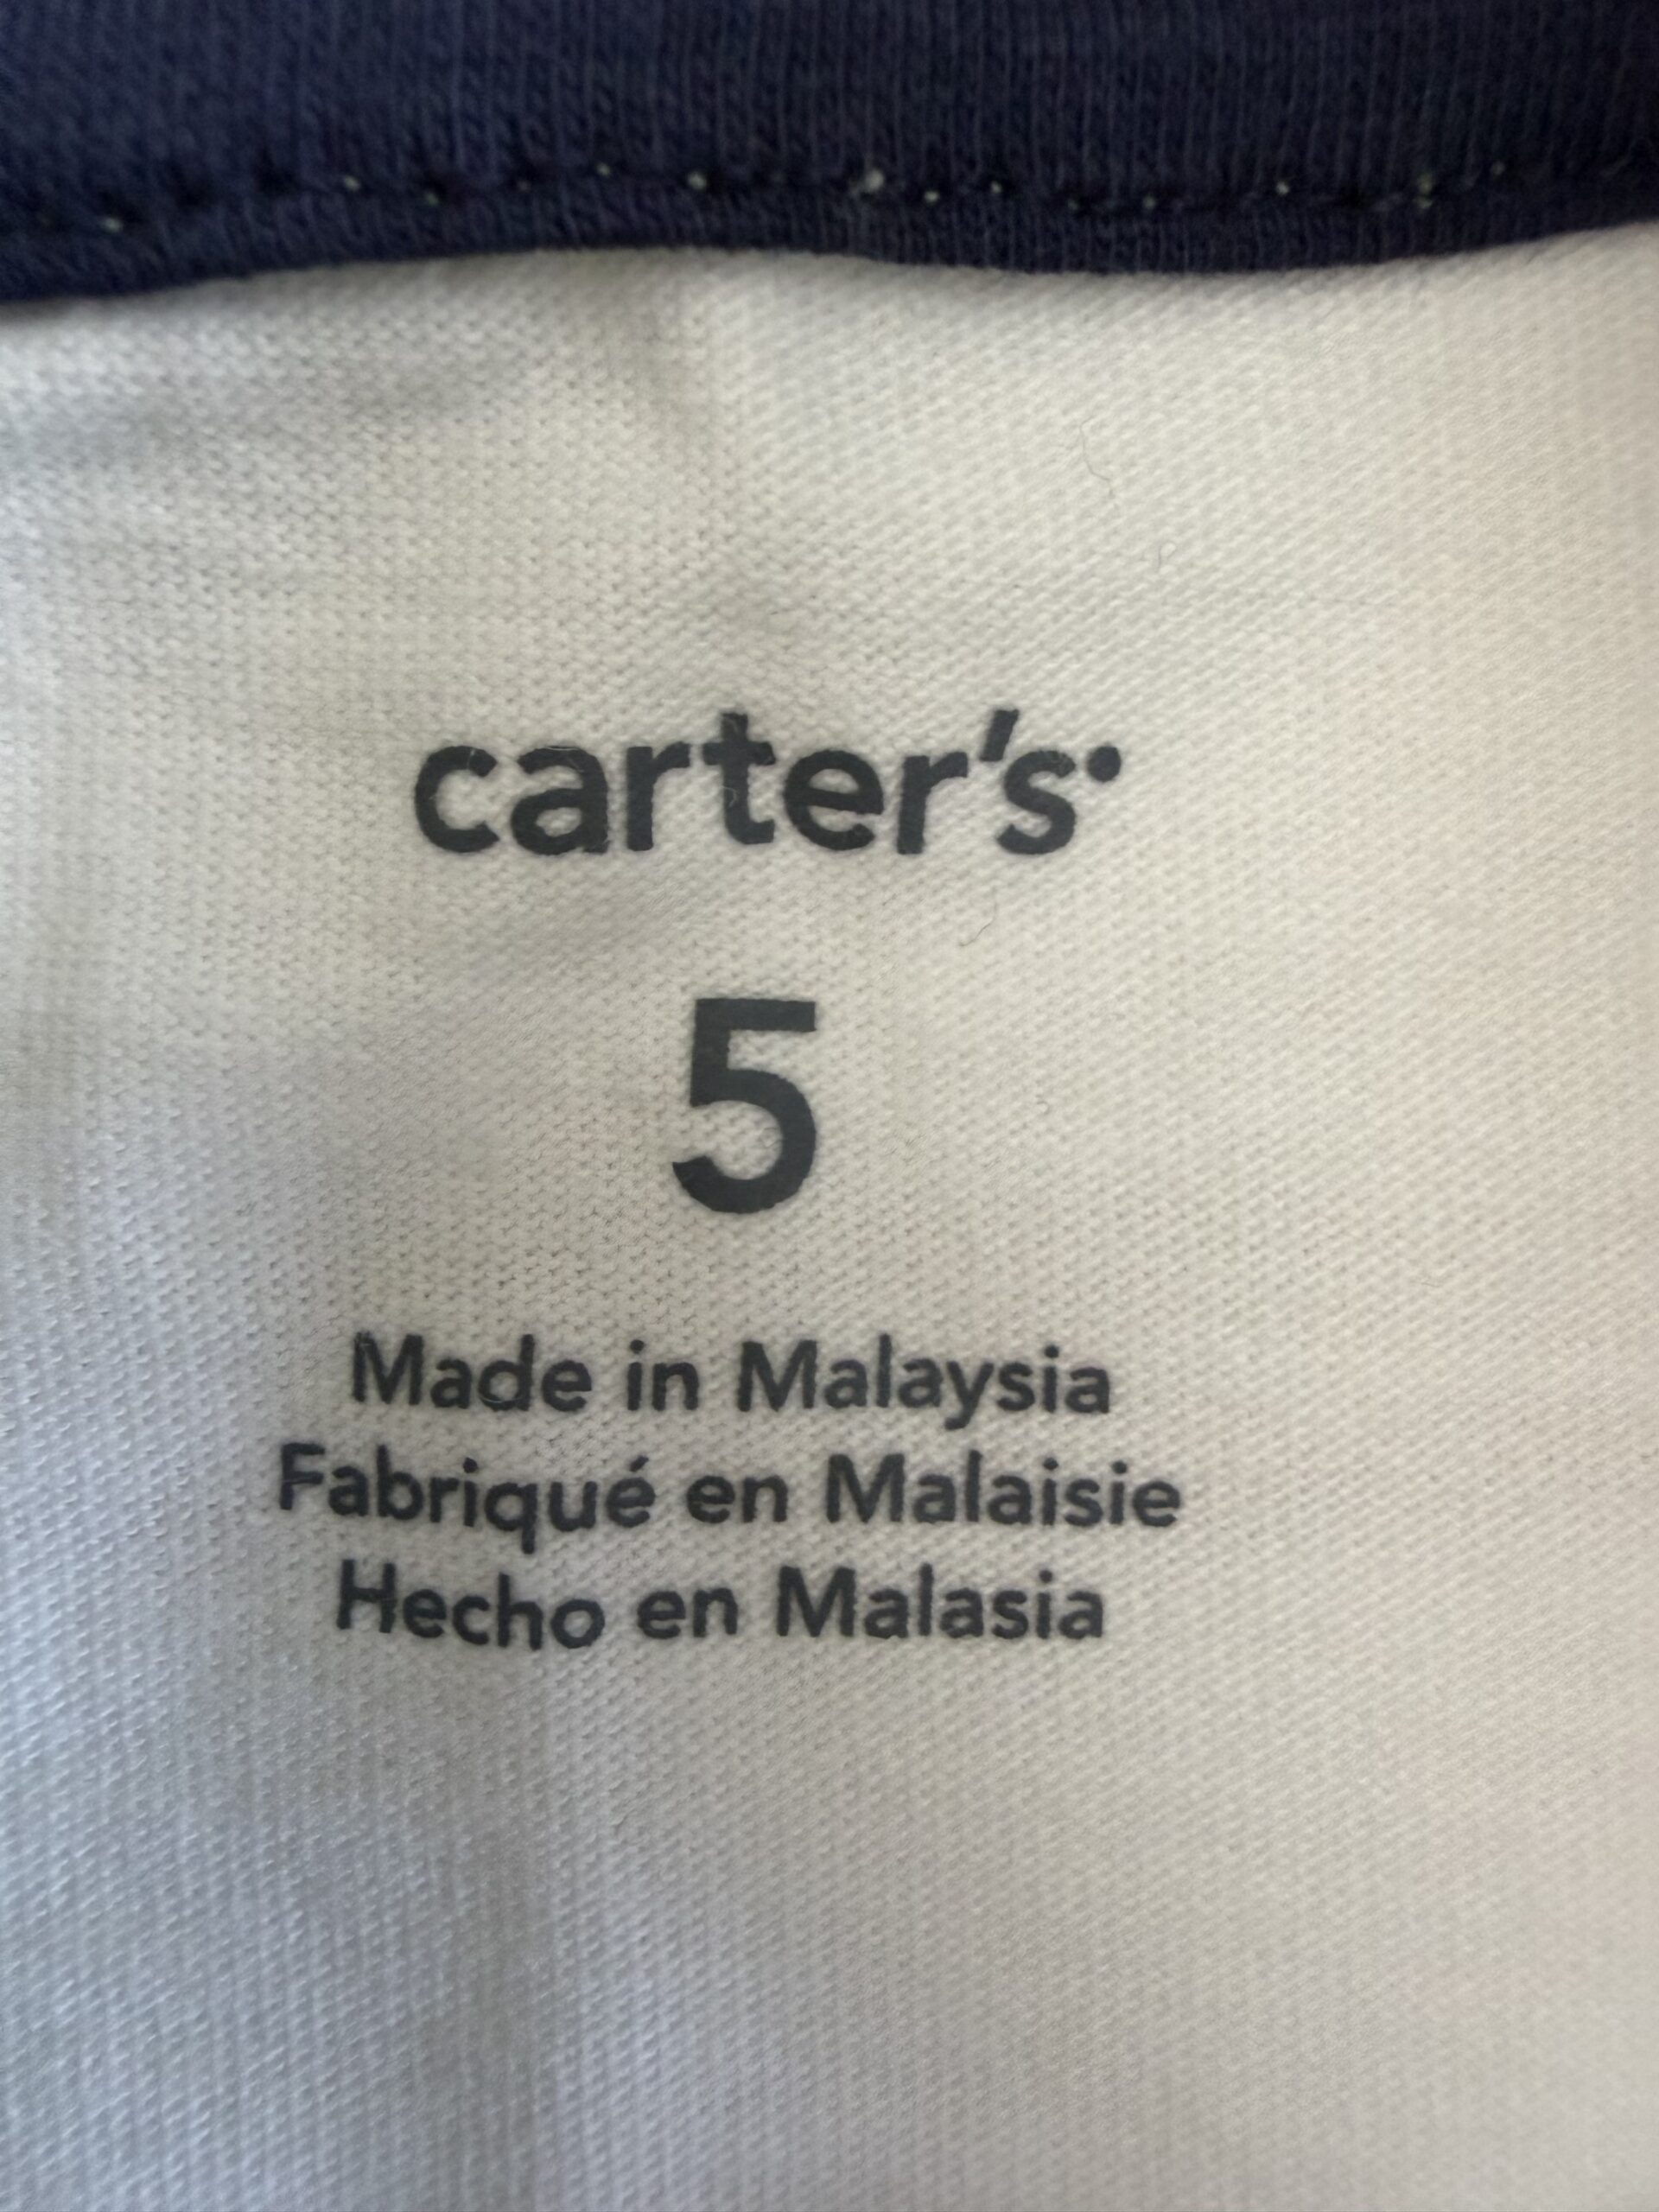 carter's
5
Made in Malaysia
Fabriqué en Malaisie
Hecho en Malasia